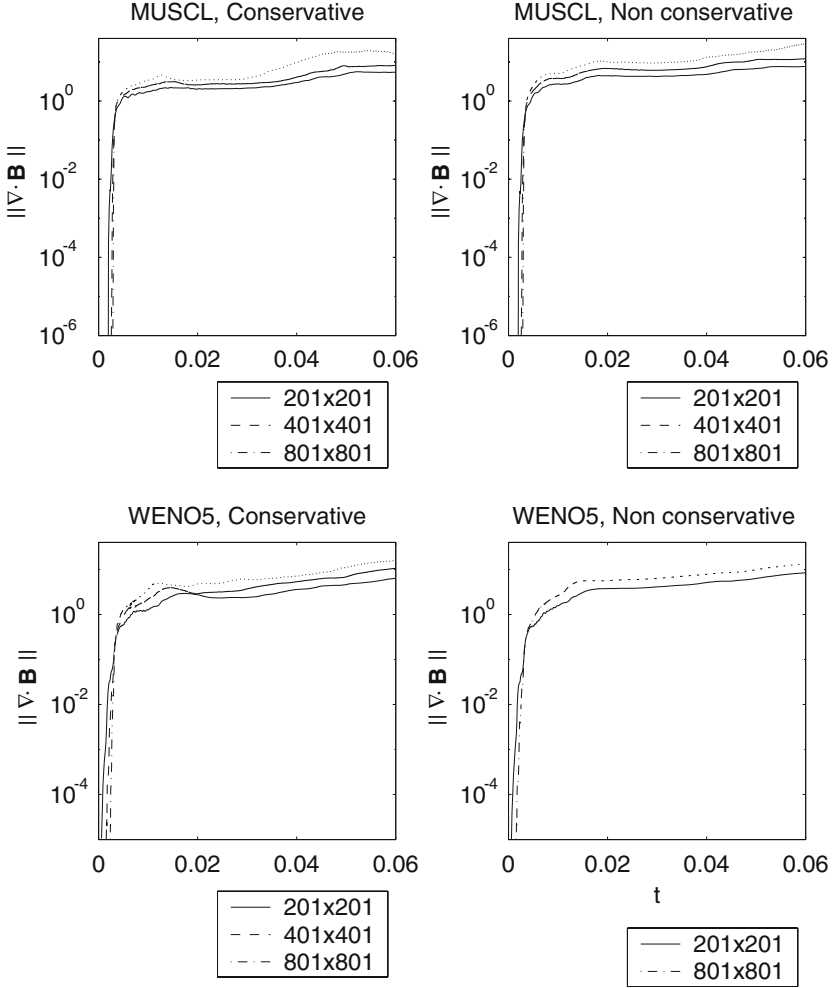 MUSCL, Conservative
10^0
10^-2
10^-4
10^-6
|| ∇· B ||
0 0.02 0.04 0.06
201x201
401x401
801x801
MUSCL, Non conservative
10^0
10^-2
10^-4
10^-6
|| ∇· B ||
0 0.02 0.04 0.06
201x201
401x401
801x801
WENO5, Conservative
10^0
10^-2
10^-4
|| ∇· B ||
0 0.02 0.04 0.06
201x201
401x401
801x801
WENO5, Non conservative
10^0
10^-2
10^-4
|| ∇· B ||
0 0.02 0.04 0.06
t
201x201
801x801